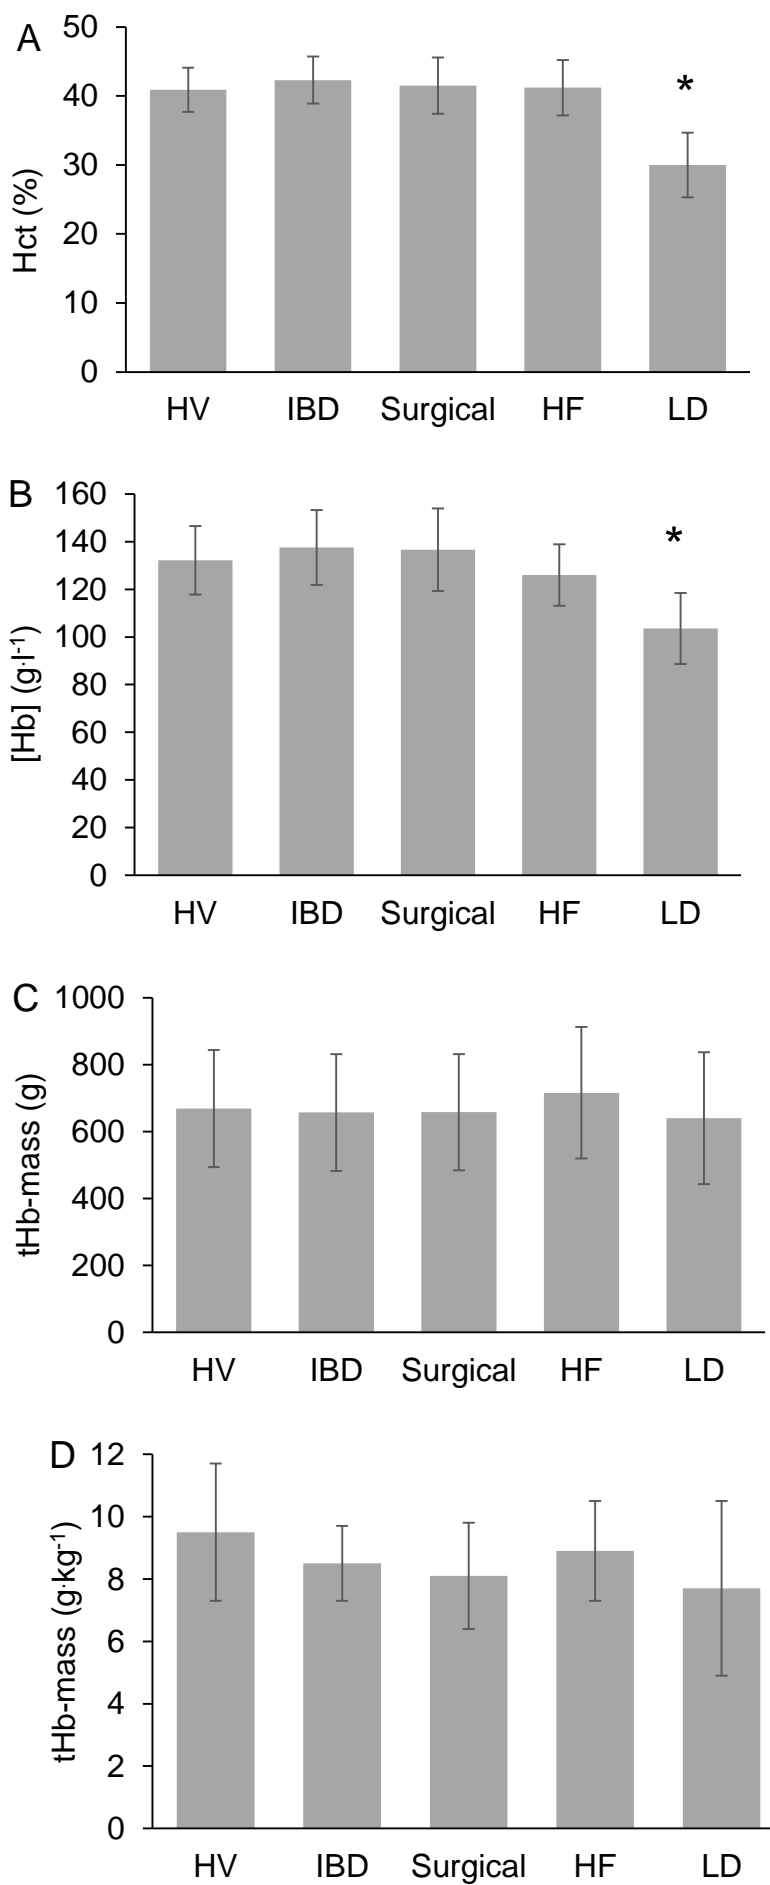 A
50
40
30
20
10
0
Hct (%)
*
HV IBD Surgical HF LD
B
160
140
120
100
80
60
40
20
0
[Hb] (g·l⁻¹)
*
HV IBD Surgical HF LD
C
1000
800
600
400
200
0
tHb-mass (g)
HV IBD Surgical HF LD
D
12
10
8
6
4
2
0
tHb-mass (g·kg⁻¹)
HV IBD Surgical HF LD